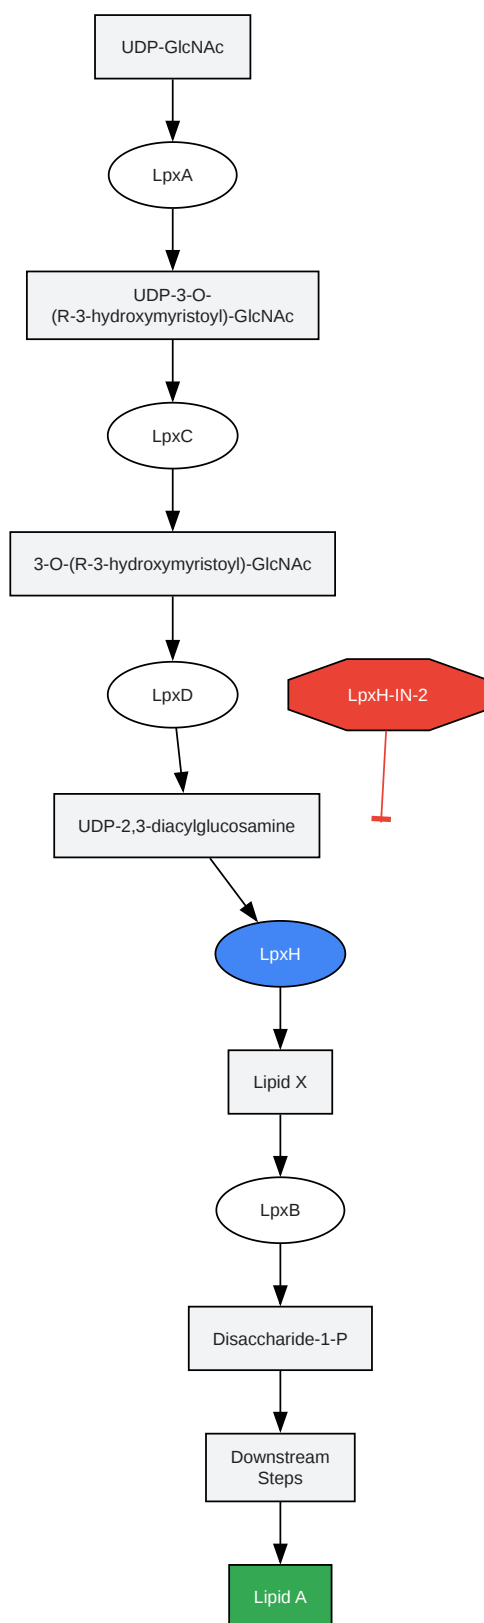 UDP-GlcNAc
LpxA
UDP-3-O-
(R-3-hydroxymyristoyl)-GlcNAc
LpxC
3-O-(R-3-hydroxymyristoyl)-GlcNAc
LpxD
LpxH-IN-2
UDP-2,3-diacylglucosamine
LpxH
Lipid X
LpxB
Disaccharide-1-P
Downstream
Steps
Lipid A